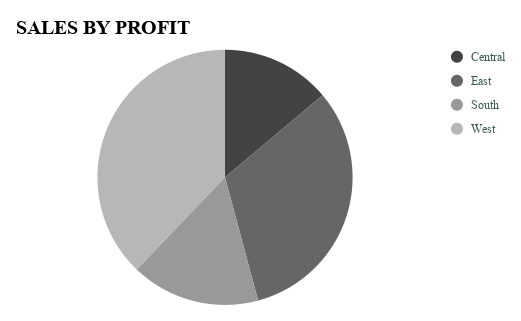 SALES BY PROFIT
Central
East
South
West